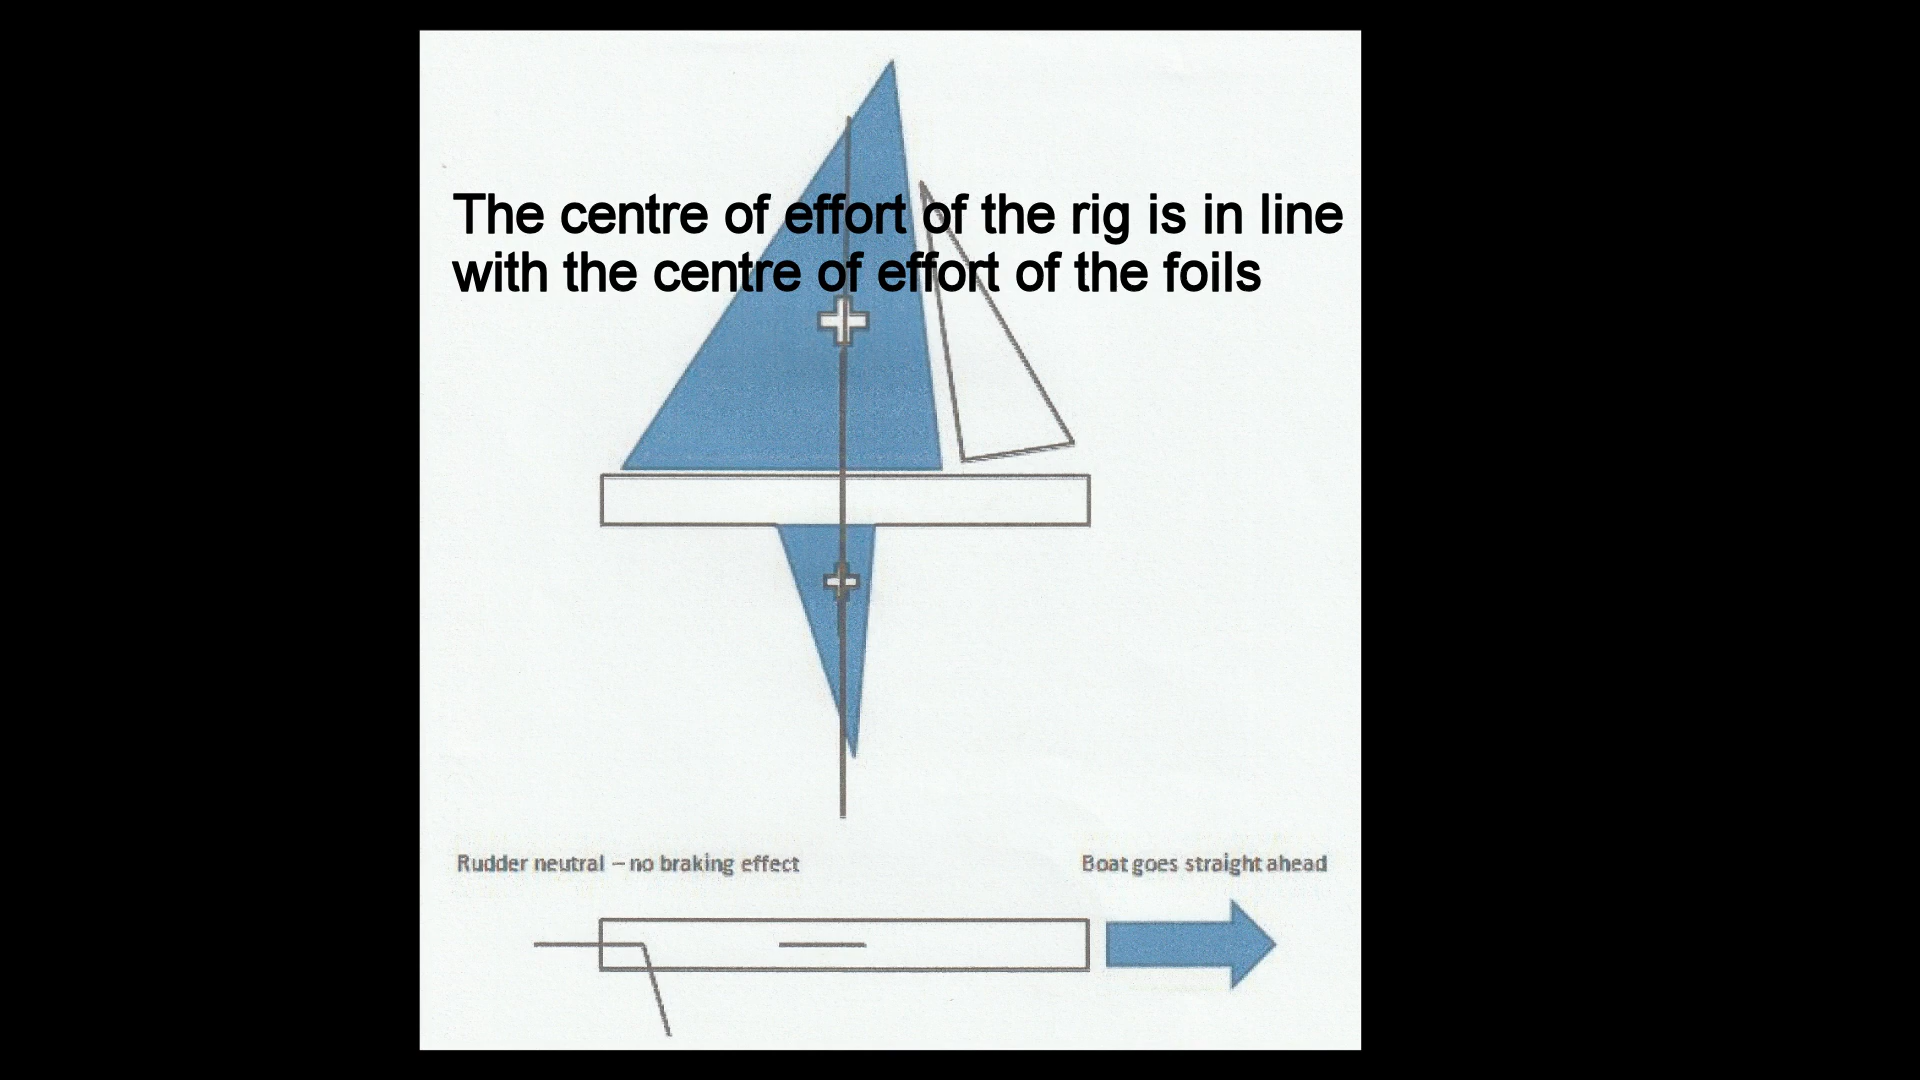 The centre of effort of the rig is in line
with the centre of effort of the foils
Rudder neutral – no braking effect
Boat goes straight ahead